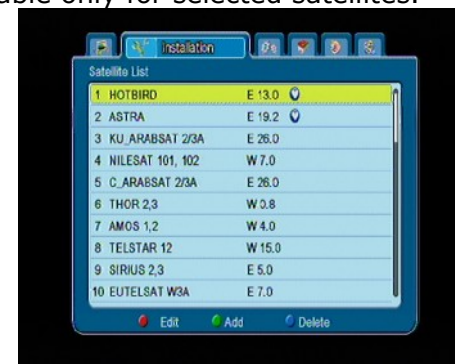 able only for selected satellites.
Installation
Satellite List
1 HOTBIRD E 13.0
2 ASTRA E 19.2
3 KU_ARABSAT 2/3A E 26.0
4 NILESAT 101, 102 W 7.0
5 C_ARABSAT 2/3A E 26.0
6 THOR 2,3 W 0.8
7 AMOS 1,2 W 4.0
8 TELSTAR 12 W 15.0
9 SIRIUS 2,3 E 5.0
10 EUTELSAT W3A E 7.0
Edit Add Delete